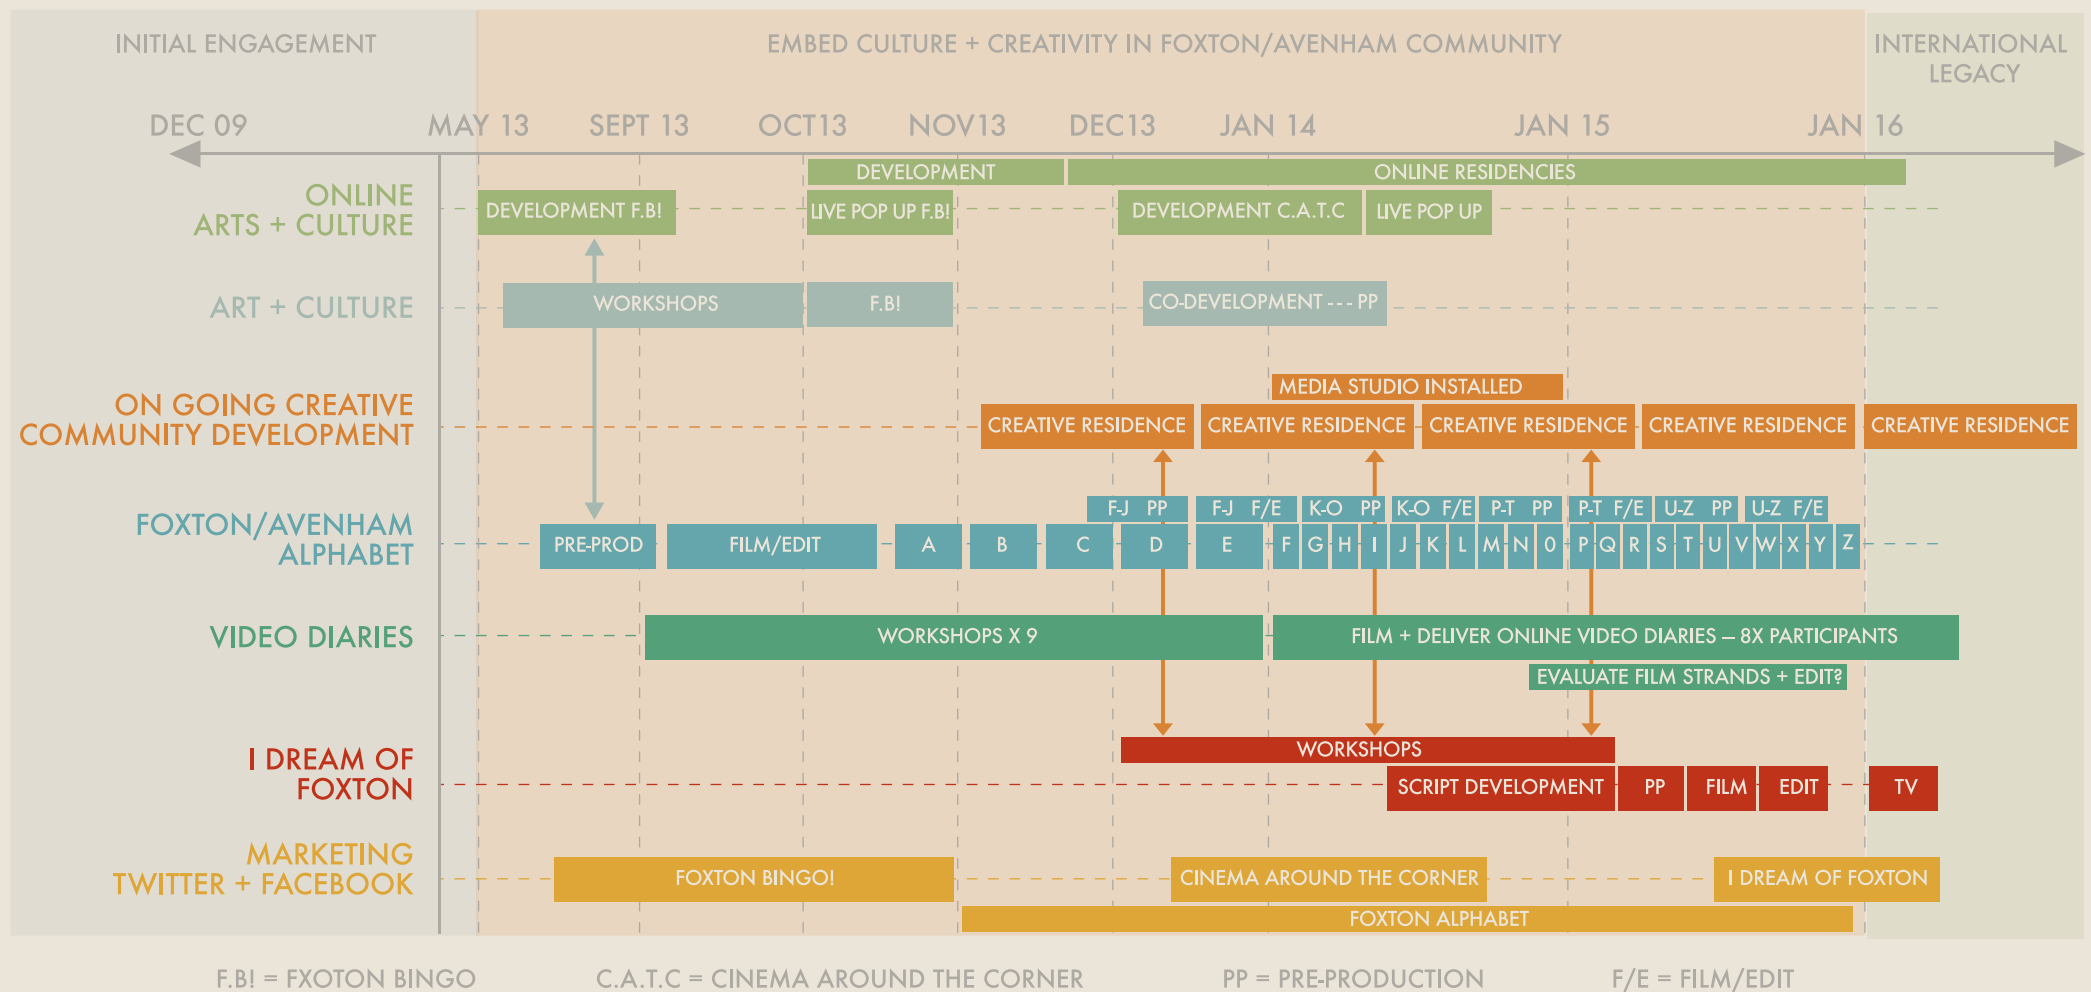 INITIAL ENGAGEMENT
EMBED CULTURE + CREATIVITY IN FOXTON/AVENHAM COMMUNITY
INTERNATIONAL
LEGACY
DEC 09
MAY 13
SEPT 13
OCT13
NOV13
DEC13
JAN 14
JAN 15
JAN 16
ONLINE
ARTS + CULTURE
DEVELOPMENT
ONLINE RESIDENCIES
DEVELOPMENT F.B!
LIVE POP UP F.B!
DEVELOPMENT C.A.T.C
LIVE POP UP
ART + CULTURE
WORKSHOPS
F.B!
CO-DEVELOPMENT --- PP
ON GOING CREATIVE
COMMUNITY DEVELOPMENT
MEDIA STUDIO INSTALLED
CREATIVE RESIDENCE
CREATIVE RESIDENCE
CREATIVE RESIDENCE
CREATIVE RESIDENCE
CREATIVE RESIDENCE
FOXTON/AVENHAM
ALPHABET
F-J PP
F-J F/E
K-O PP
K-O F/E
P-T PP
P-T F/E
U-Z PP
U-Z F/E
PRE-PROD
FILM/EDIT
A
B
C
D
E
F
G
H
I
J
K
L
M
N
0
P
Q
R
S
T
U
V
W
X
Y
Z
VIDEO DIARIES
WORKSHOPS X 9
FILM + DELIVER ONLINE VIDEO DIARIES – 8X PARTICIPANTS
EVALUATE FILM STRANDS + EDIT?
I DREAM OF
FOXTON
WORKSHOPS
SCRIPT DEVELOPMENT
PP
FILM
EDIT
TV
MARKETING
TWITTER + FACEBOOK
FOXTON BINGO!
CINEMA AROUND THE CORNER
I DREAM OF FOXTON
FOXTON ALPHABET
F.B! = FXOTON BINGO
C.A.T.C = CINEMA AROUND THE CORNER
PP = PRE-PRODUCTION
F/E = FILM/EDIT